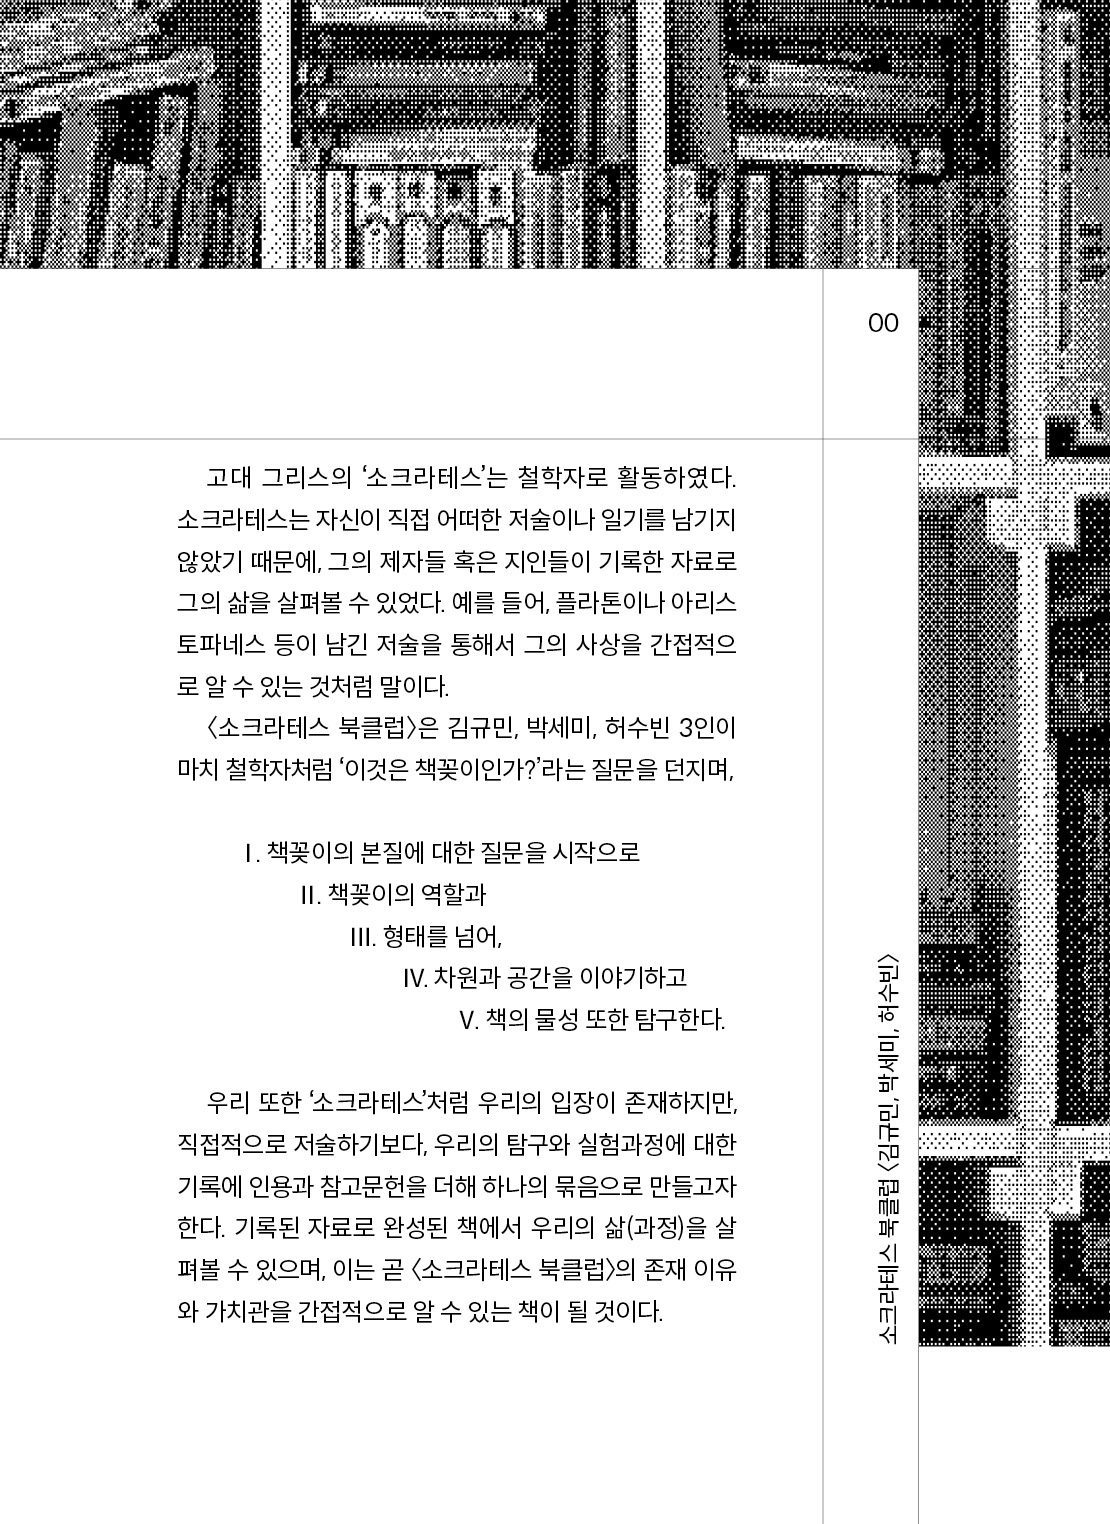 00
고대 그리스의 ‘소크라테스’는 철학자로 활동하였다.
소크라테스는 자신이 직접 어떠한 저술이나 일기를 남기지
않았기 때문에, 그의 제자들 혹은 지인들이 기록한 자료로
그의 삶을 살펴볼 수 있었다. 예를 들어, 플라톤이나 아리스
토파네스 등이 남긴 저술을 통해서 그의 사상을 간접적으
로 알 수 있는 것처럼 말이다.
〈소크라테스 북클럽〉은 김규민, 박세미, 허수빈 3인이
마치 철학자처럼 ‘이것은 책꽂이인가?’라는 질문을 던지며,
I. 책꽂이의 본질에 대한 질문을 시작으로
II. 책꽂이의 역할과
III. 형태를 넘어,
IV. 차원과 공간을 이야기하고
V. 책의 물성 또한 탐구한다.
우리 또한 ‘소크라테스’처럼 우리의 입장이 존재하지만,
직접적으로 저술하기보다, 우리의 탐구와 실험과정에 대한
기록에 인용과 참고문헌을 더해 하나의 묶음으로 만들고자
한다. 기록된 자료로 완성된 책에서 우리의 삶(과정)을 살
펴볼 수 있으며, 이는 곧 〈소크라테스 북클럽〉의 존재 이유
와 가치관을 간접적으로 알 수 있는 책이 될 것이다.
소크라테스 북클럽 〈김규민, 박세미, 허수빈〉